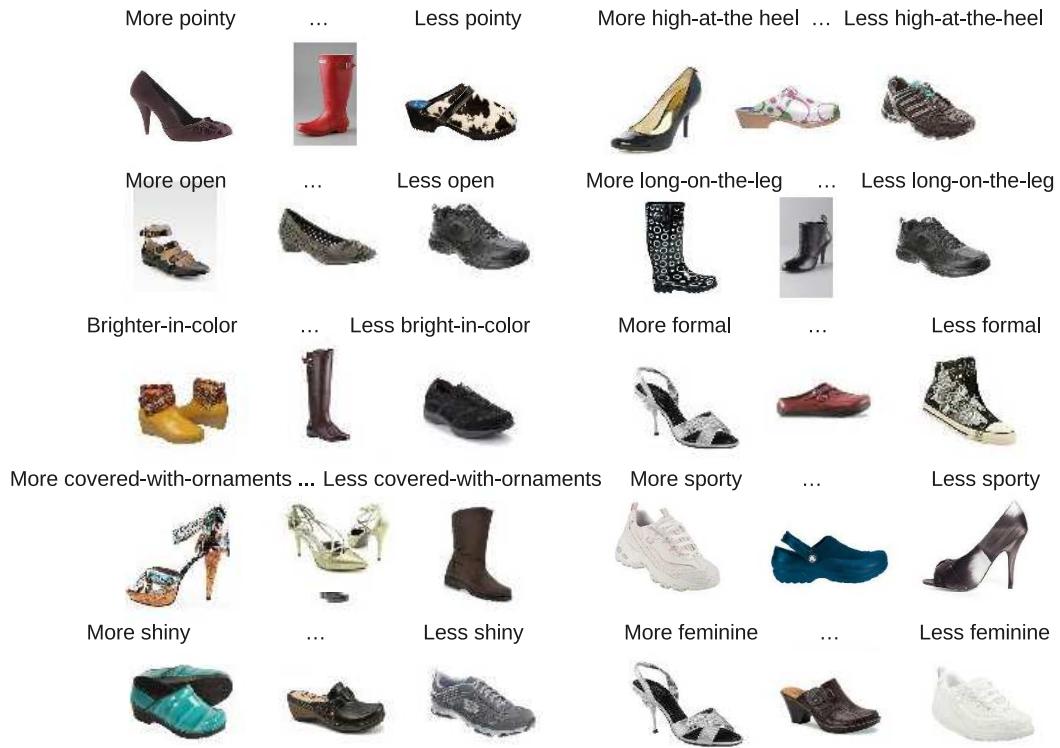 More pointy ... Less pointy More high-at-the heel ... Less high-at-the-heel
More open ... Less open More long-on-the-leg ... Less long-on-the-leg
Brighter-in-color ... Less bright-in-color More formal ... Less formal
More covered-with-ornaments ... Less covered-with-ornaments More sporty ... Less sporty
More shiny ... Less shiny More feminine ... Less feminine